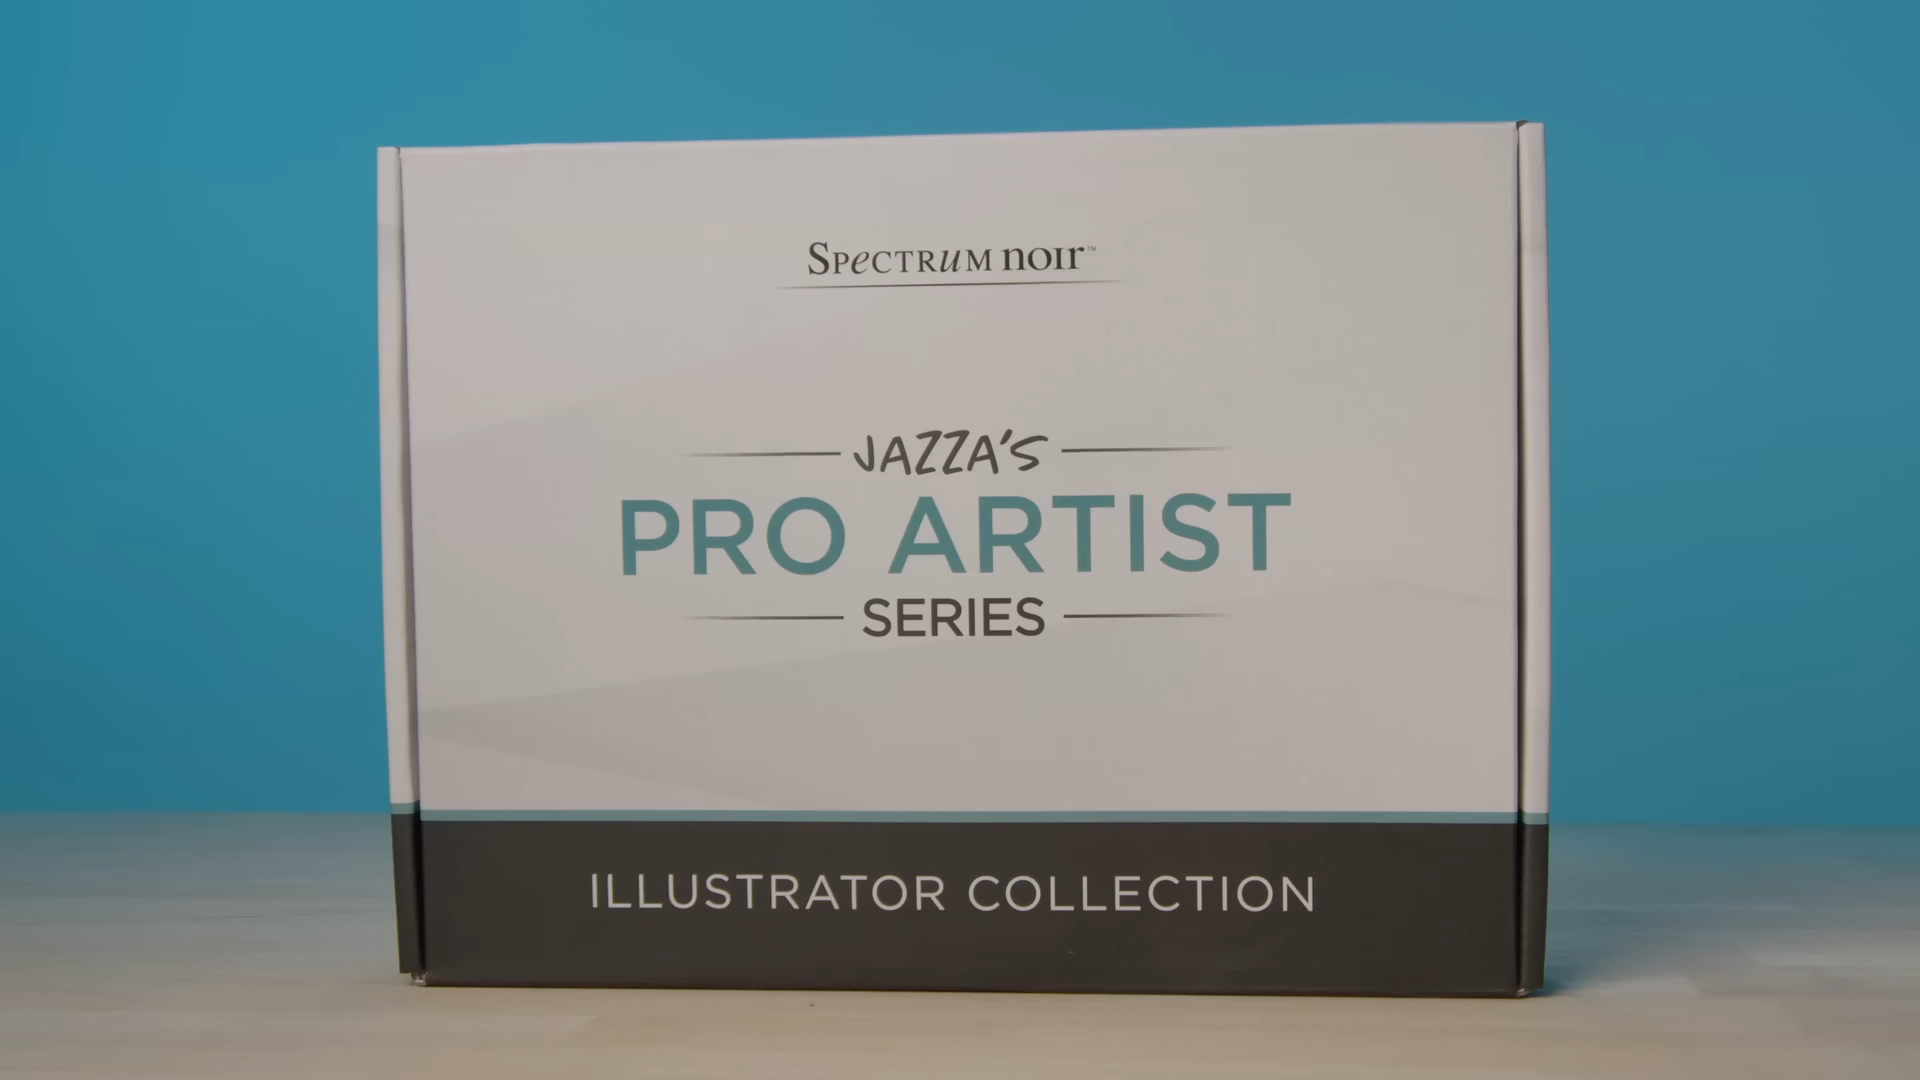 SPeCTRuM noir™
JAZZA'S
PRO ARTIST
SERIES
ILLUSTRATOR COLLECTION